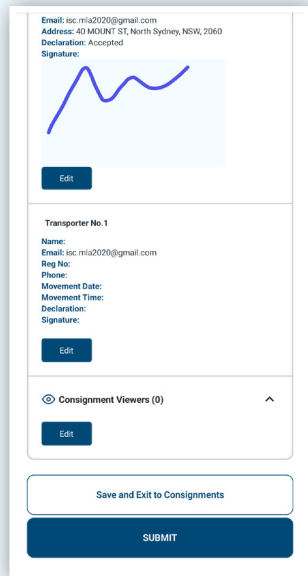 Email: isc.mla2020@gmail.com
Address: 40 MOUNT ST, North Sydney, NSW, 2060
Declaration: Accepted
Signature:
Edit
Transporter No.1
Name:
Email: isc.mla2020@gmail.com
Reg No:
Phone:
Movement Date:
Movement Time:
Declaration:
Signature:
Edit
Consignment Viewers (0)
Edit
Save and Exit to Consignments
SUBMIT